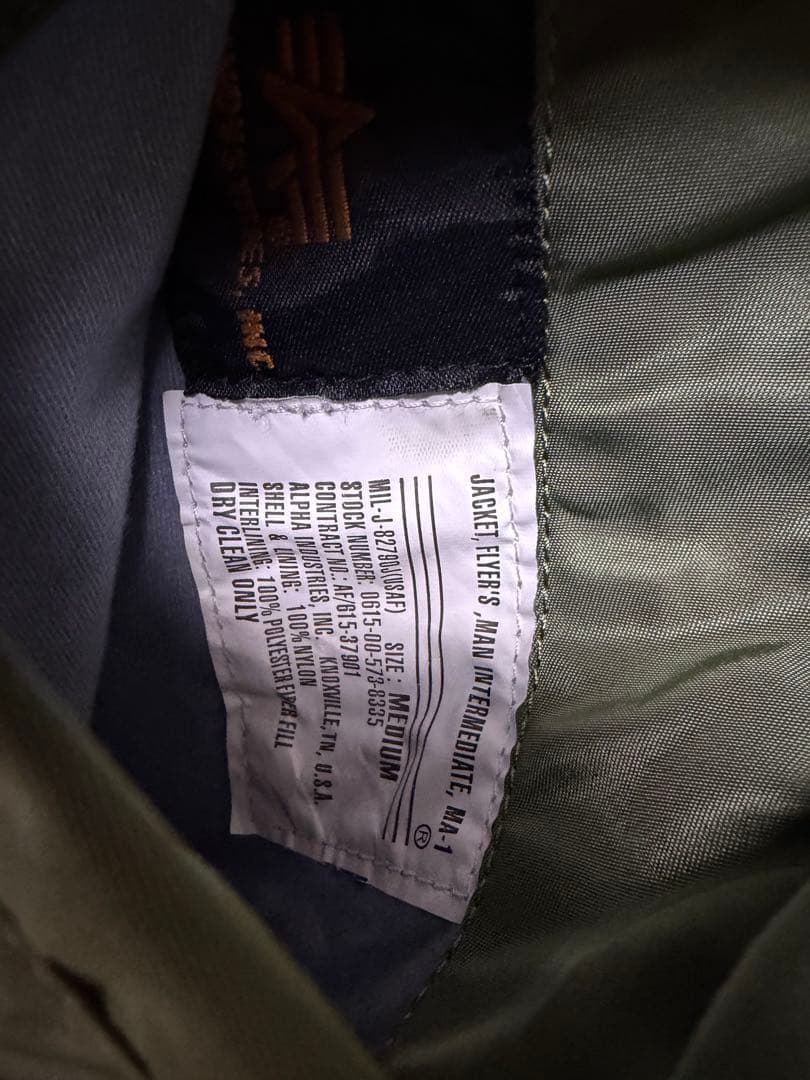 INC
JACKET, FLYER'S ,MAN INTERMEDIATE, MA-1
®
MIL-J-8279J(USAF) SIZE: MEDIUM
STOCK NUMBER: 0615-00-573-8335
CONTRACT NO.: AF/615-37901
ALPHA INDUSTRIES, INC. KNOXVILLE,TN, U.S.A.
SHELL & LINING: 100% NYLON
INTERLINING: 100% POLYESTER FIBER FILL
DRY CLEAN ONLY